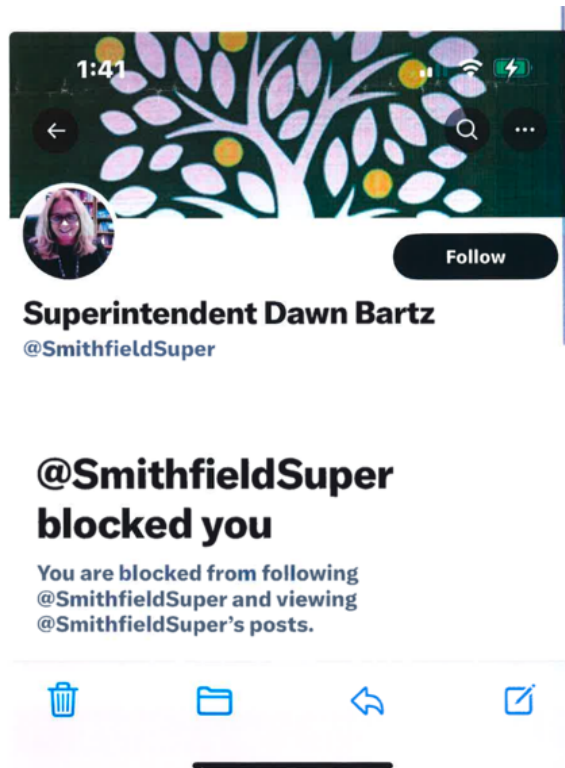 1:41
Follow
Superintendent Dawn Bartz
@SmithfieldSuper
@SmithfieldSuper
blocked you
You are blocked from following
@SmithfieldSuper and viewing
@SmithfieldSuper's posts.